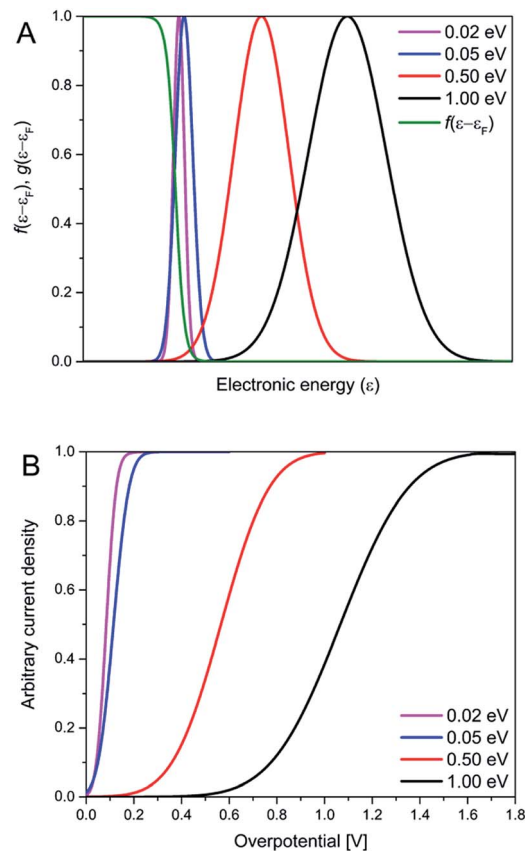 A
1.0
0.8
0.6
0.4
0.2
0.0
f(ε−ε_F), g(ε−ε_F)
0.02 eV
0.05 eV
0.50 eV
1.00 eV
f(ε−ε_F)
Electronic energy (ε)
B
1.0
0.8
0.6
0.4
0.2
0.0
Arbitrary current density
0.02 eV
0.05 eV
0.50 eV
1.00 eV
0.0 0.2 0.4 0.6 0.8 1.0 1.2 1.4 1.6 1.8
Overpotential [V]